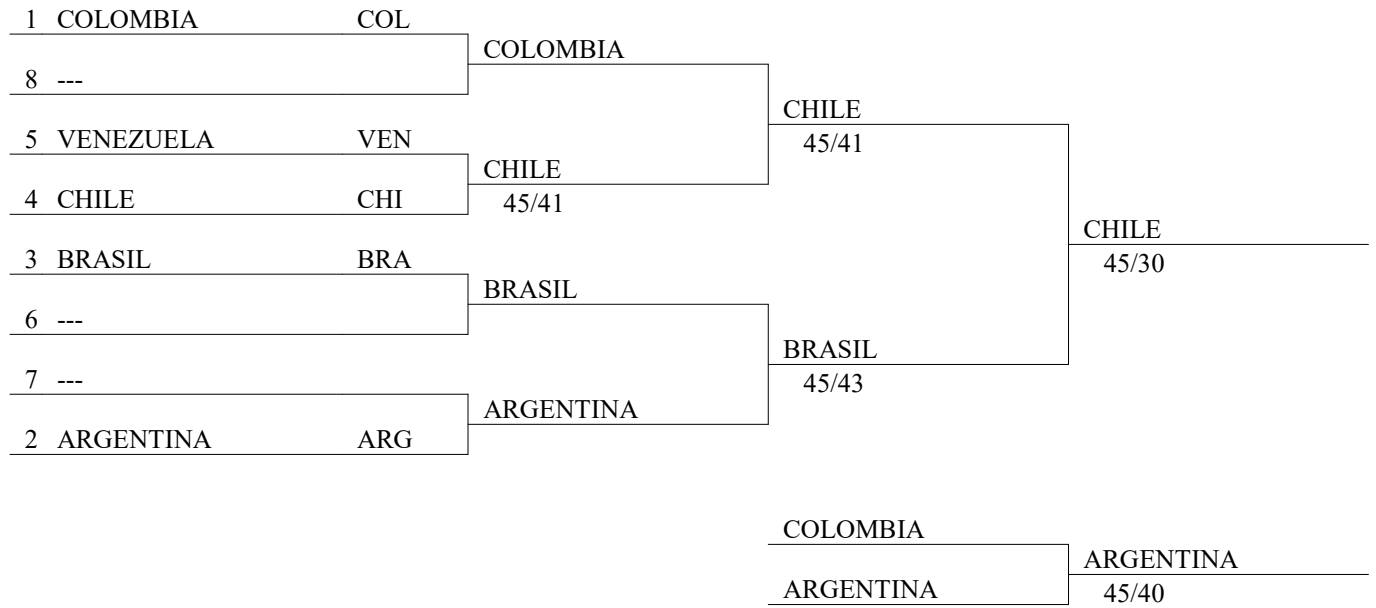 1 COLOMBIA COL
COLOMBIA
8 ---
CHILE
5 VENEZUELA VEN
45/41
CHILE
4 CHILE CHI
45/41
CHILE
3 BRASIL BRA
45/30
BRASIL
6 ---
BRASIL
7 ---
45/43
ARGENTINA
2 ARGENTINA ARG
COLOMBIA
ARGENTINA
ARGENTINA
45/40